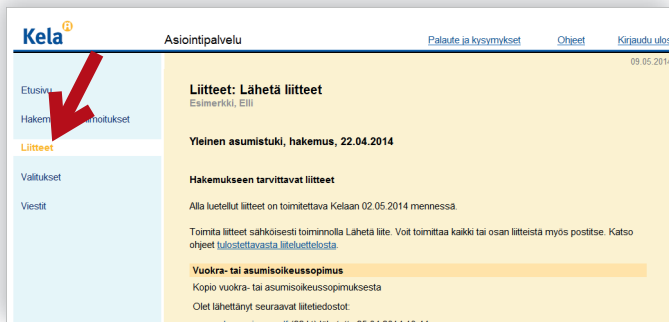 Kela
Asiointipalvelu
Palaute ja kysymykset
Ohjeet
Kirjaudu ulos
09.05.2014
Etusivu
Liitteet
Valitukset
Viestit
Liitteet: Lähetä liitteet
Esimerkki, Elli
Yleinen asumistuki, hakemus, 22.04.2014
Hakemukseen tarvittavat liitteet
Alla luetellut liitteet on toimitettava Kelaan 02.05.2014 mennessä.
Toimita liitteet sähköisesti toiminnolla Lähetä liite. Voit toimittaa kaikki tai osan liitteistä myös postitse. Katso
ohjeet tulostettavasta liiteluettelosta.
Vuokra- tai asumisoikeussopimus
Kopio vuokra- tai asumisoikeussopimuksesta
Olet lähettänyt seuraavat liitetiedostot: